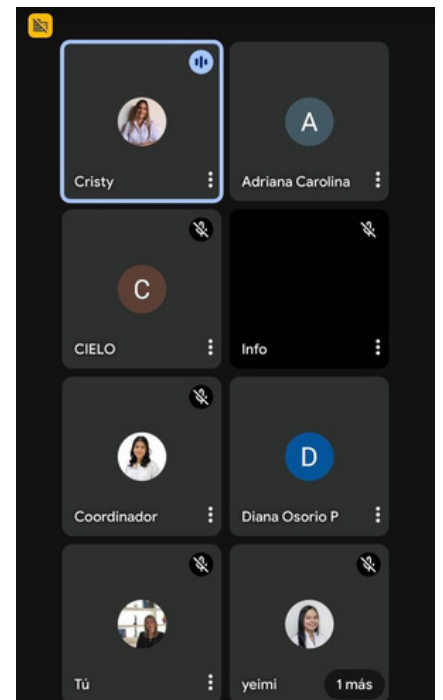 Cristy
A
Adriana Carolina
C
CIELO
Info
Coordinador
D
Diana Osorio P
Tú
yeimi
1 más